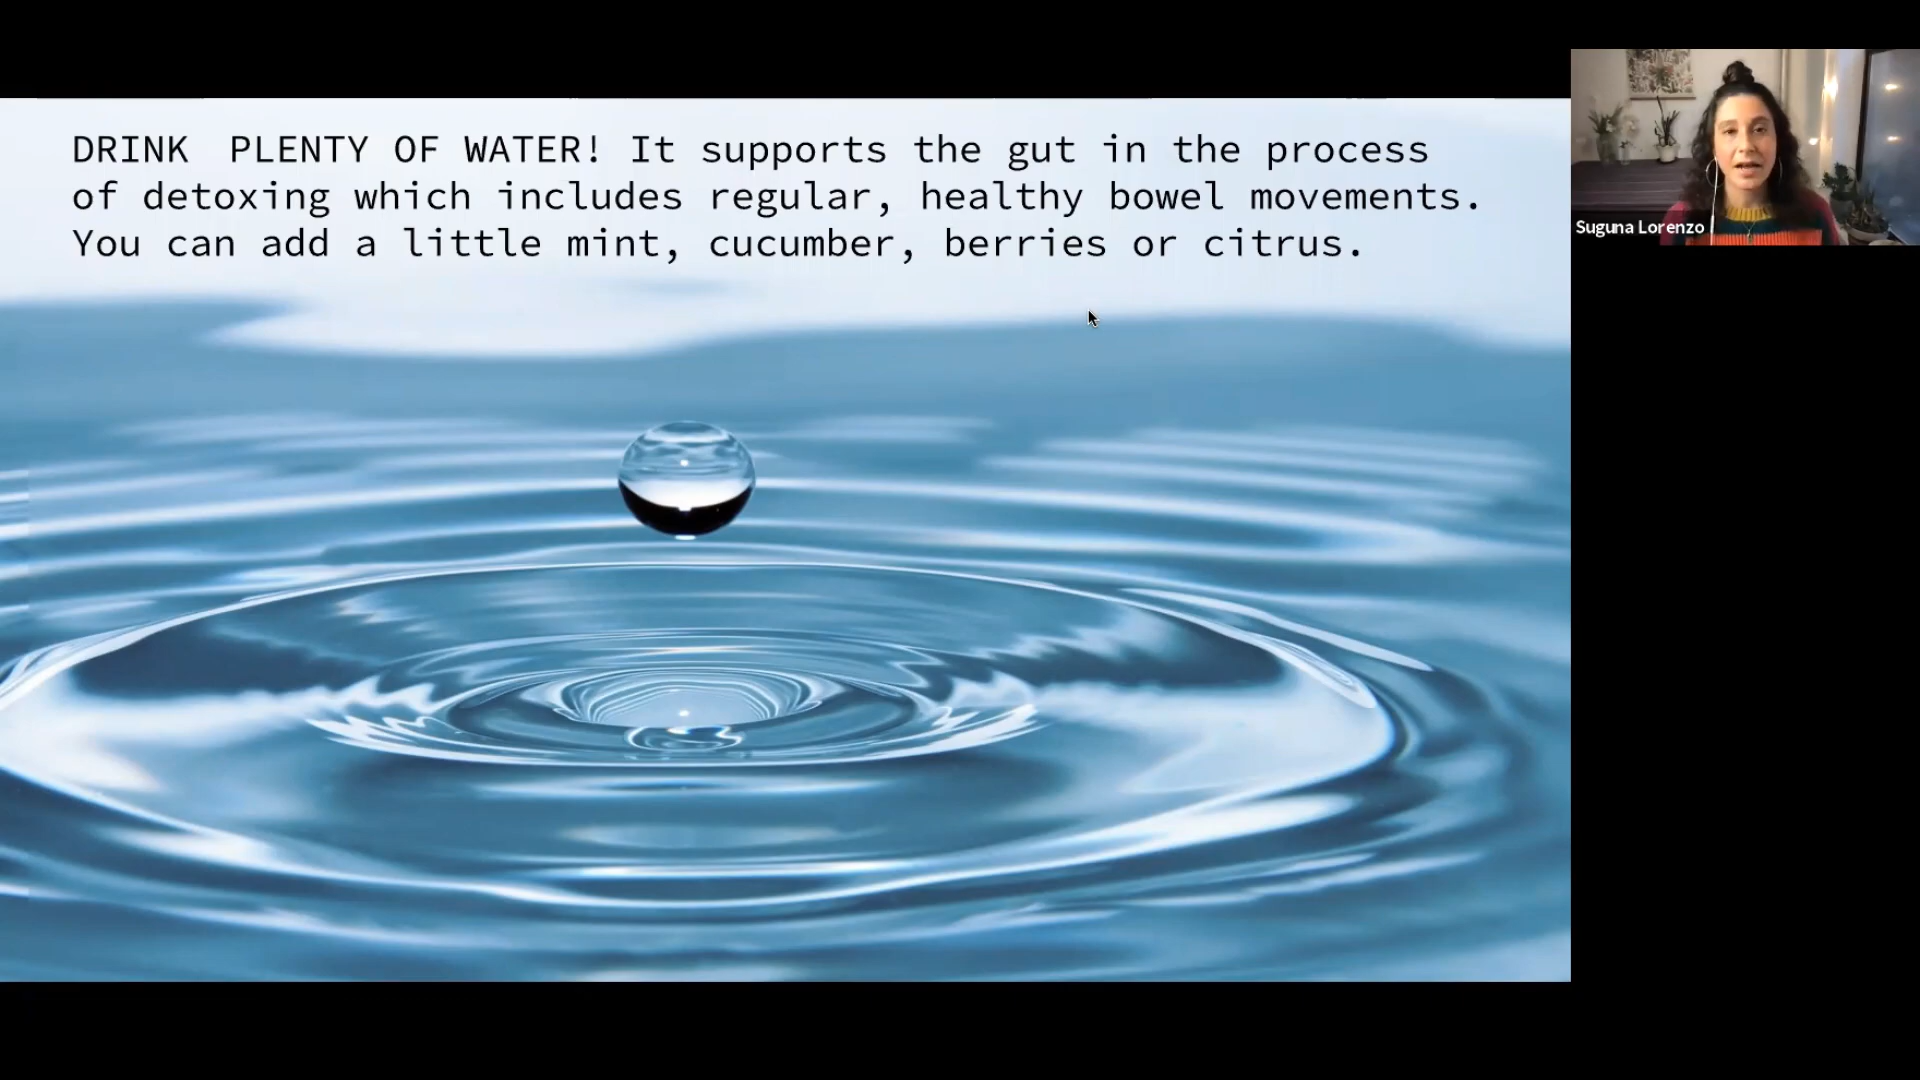 DRINK  PLENTY OF WATER! It supports the gut in the process
of detoxing which includes regular, healthy bowel movements.
You can add a little mint, cucumber, berries or citrus.
Suguna Lorenzo